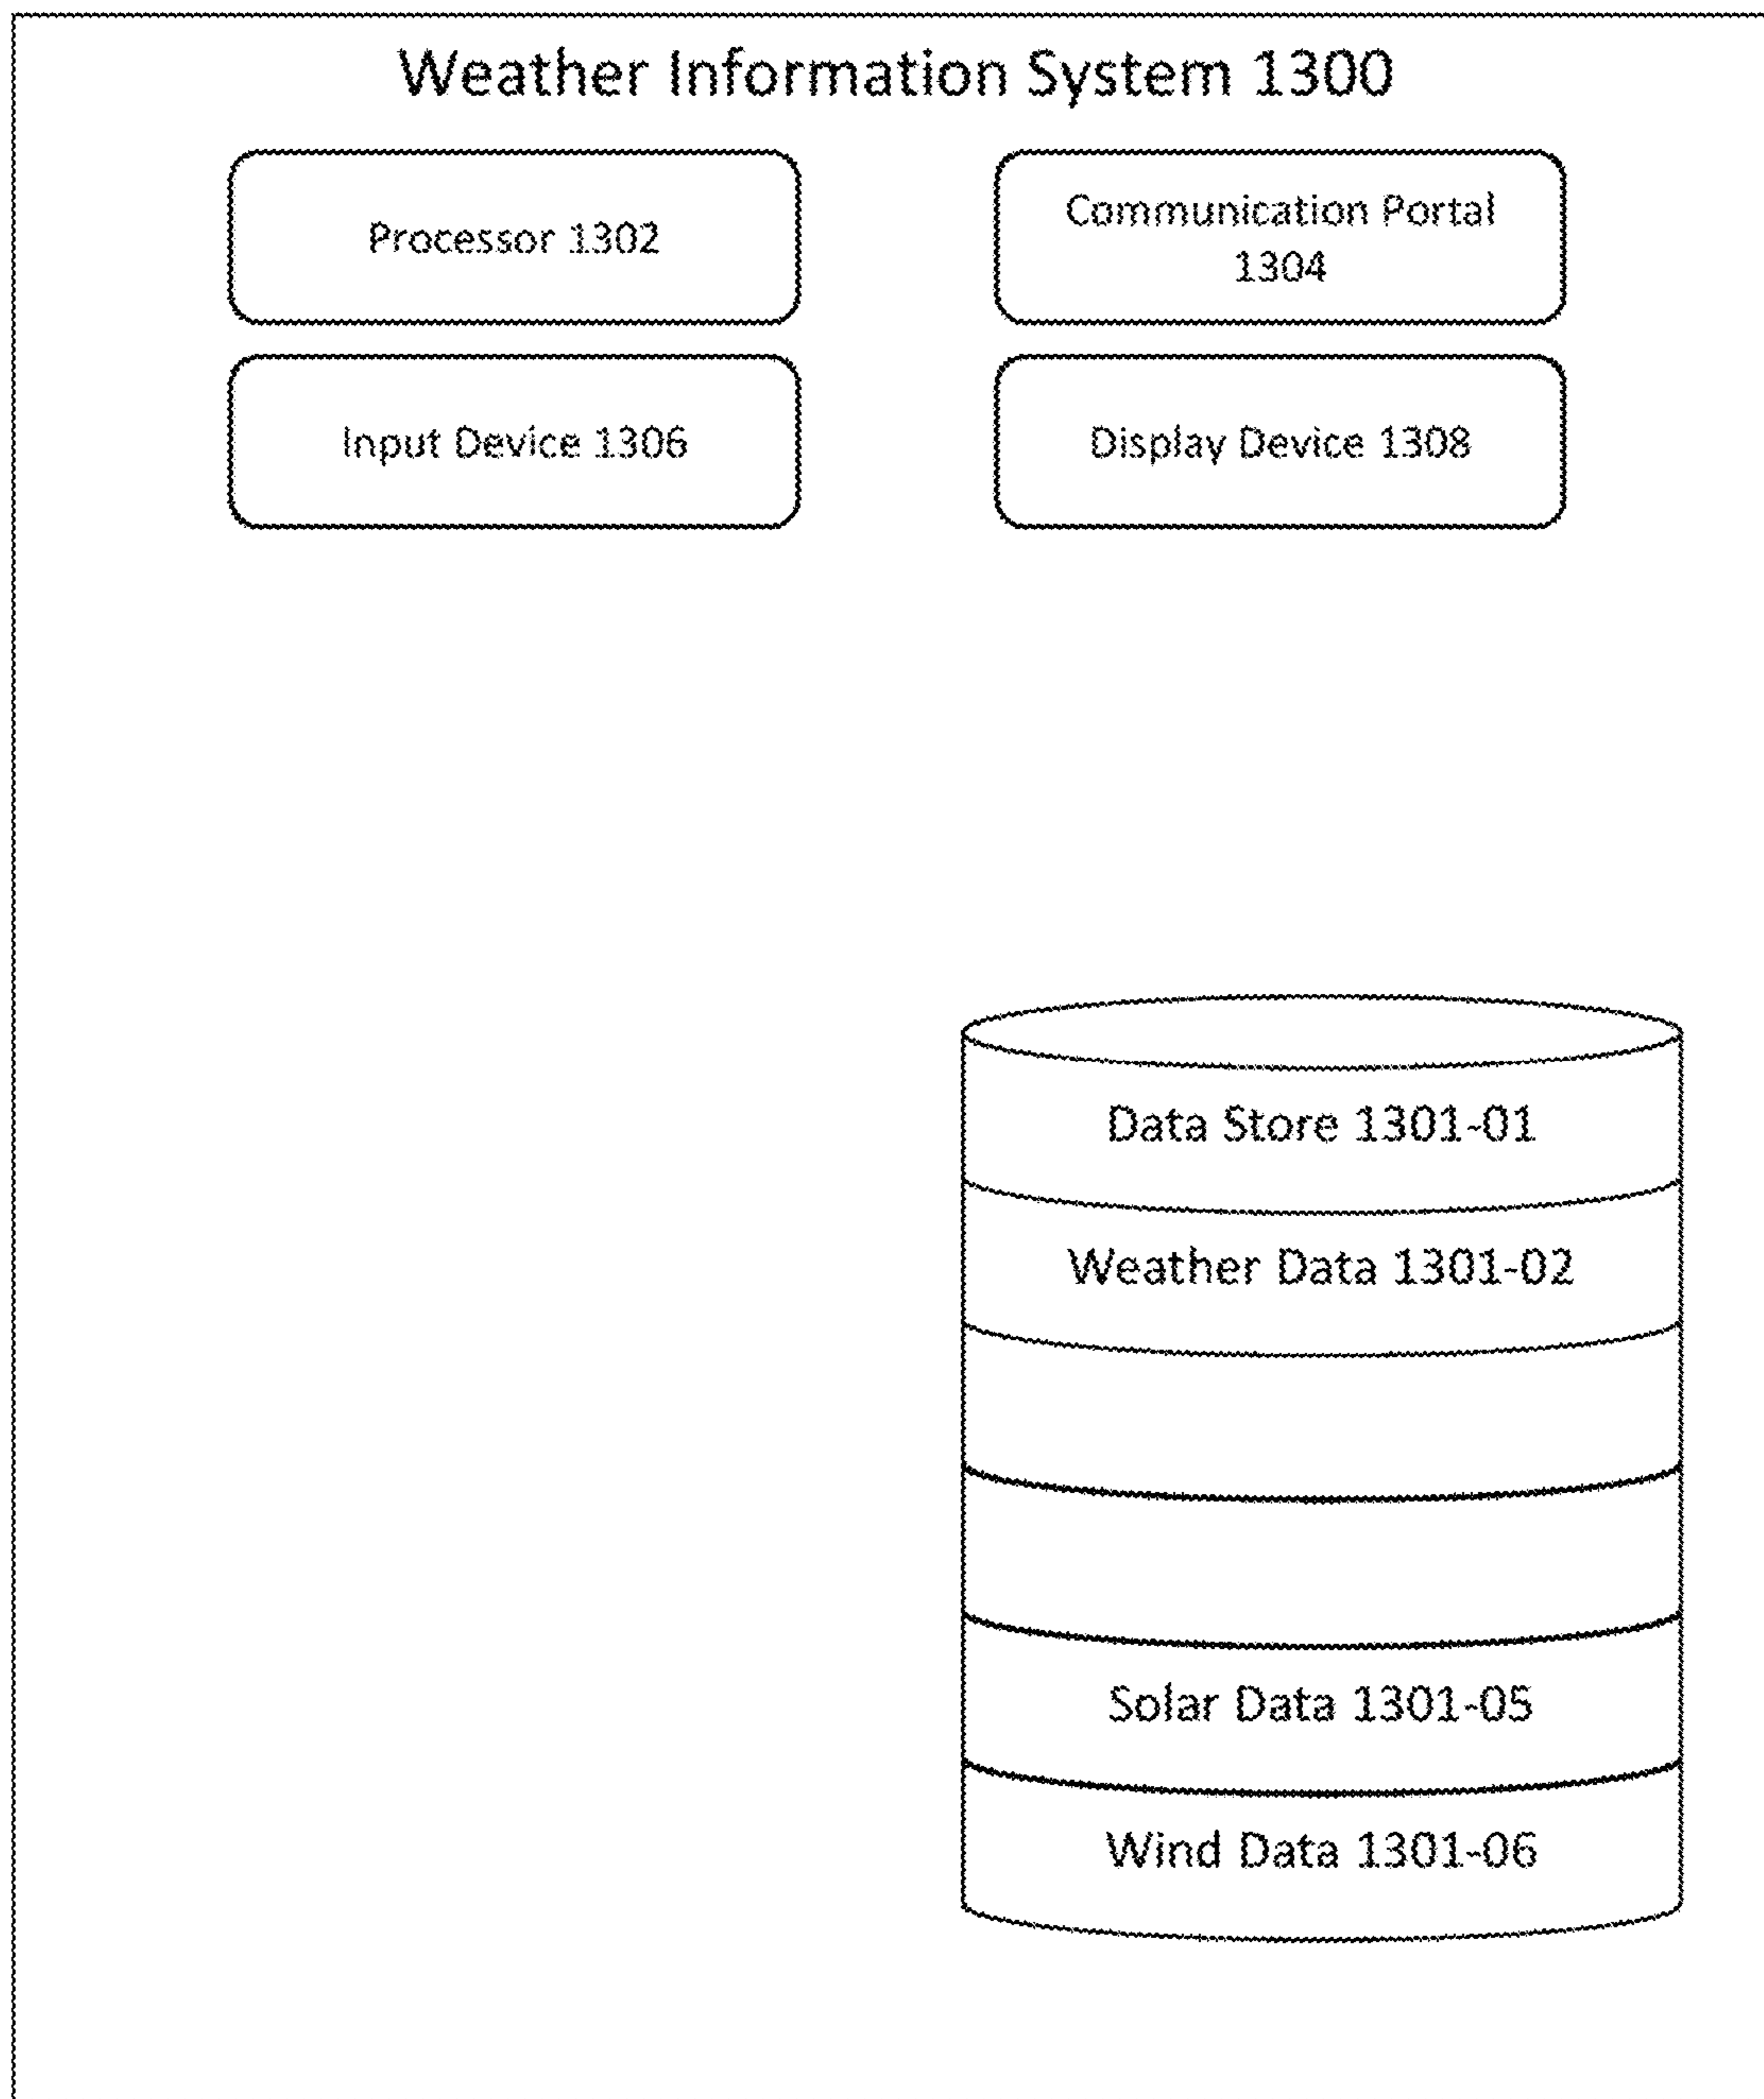 Weather Information System 1300
Processor 1302
Communication Portal
1304
Input Device 1306
Display Device 1308
Data Store 1301-01
Weather Data 1301-02
Solar Data 1301-05
Wind Data 1301-06